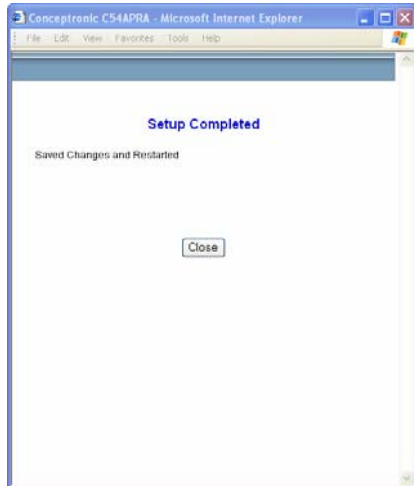 Conceptronic C54APRA - Microsoft Internet Explorer
File Edit View Favorites Tools Help
Setup Completed
Saved Changes and Restarted
Close